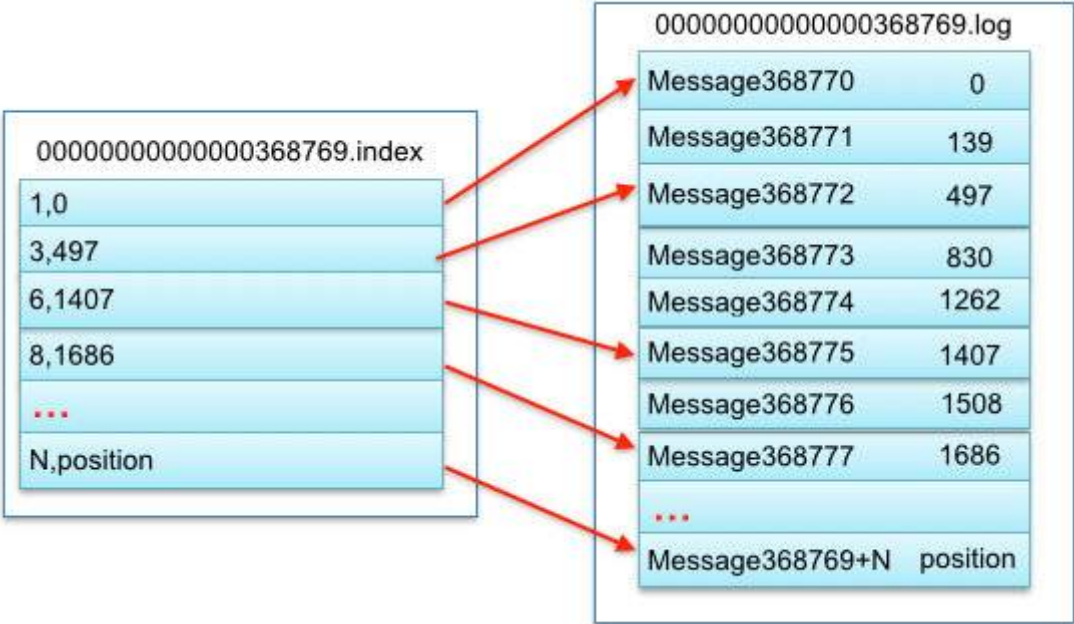 00000000000000368769.index
1,0
3,497
6,1407
8,1686
...
N,position
00000000000000368769.log
Message368770 0
Message368771 139
Message368772 497
Message368773 830
Message368774 1262
Message368775 1407
Message368776 1508
Message368777 1686
...
Message368769+N position